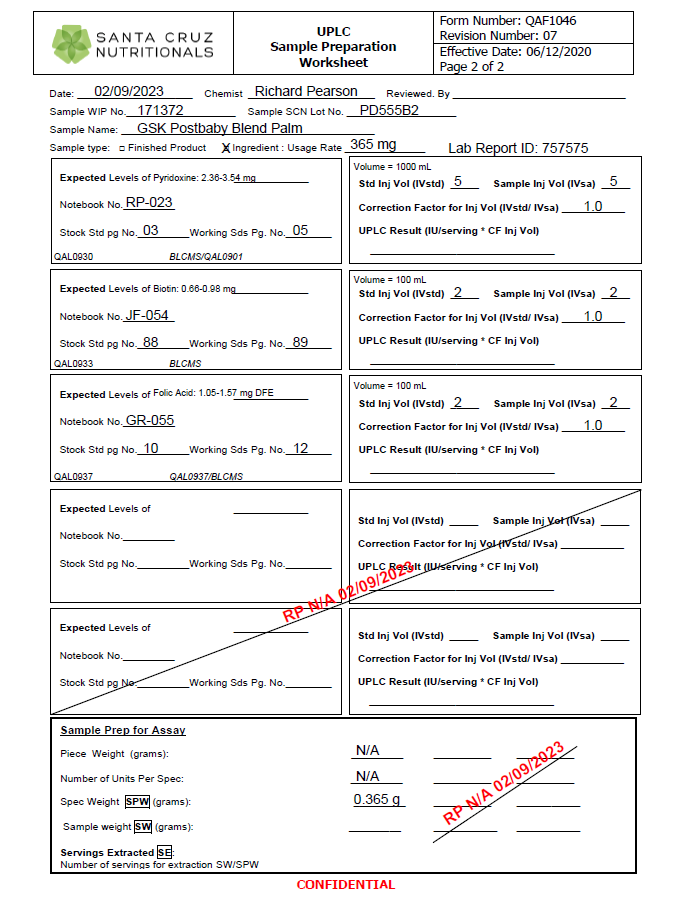 SANTA CRUZ
NUTRITIONALS
UPLC
Sample Preparation
Worksheet
Form Number: QAF1046
Revision Number: 07
Effective Date: 06/12/2020
Page 2 of 2
Date: 02/09/2023 Chemist Richard Pearson Reviewed. By
Sample WIP No. 171372 Sample SCN Lot No. PD555B2
Sample Name: GSK Postbaby Blend Palm
Sample type: □ Finished Product X Ingredient : Usage Rate 365 mg Lab Report ID: 757575
Expected Levels of Pyridoxine: 2.36-3.54 mg
Notebook No. RP-023
Stock Std pg No. 03 Working Sds Pg. No. 05
QAL0930 BLCMS/QAL0901
Volume = 1000 mL
Std Inj Vol (IVstd) 5 Sample Inj Vol (IVsa) 5
Correction Factor for Inj Vol (IVstd/ IVsa) 1.0
UPLC Result (IU/serving * CF Inj Vol)
Expected Levels of Biotin: 0.66-0.98 mg
Notebook No. JF-054
Stock Std pg No. 88 Working Sds Pg. No. 89
QAL0933 BLCMS
Volume = 100 mL
Std Inj Vol (IVstd) 2 Sample Inj Vol (IVsa) 2
Correction Factor for Inj Vol (IVstd/ IVsa) 1.0
UPLC Result (IU/serving * CF Inj Vol)
Expected Levels of Folic Acid: 1.05-1.57 mg DFE
Notebook No. GR-055
Stock Std pg No. 10 Working Sds Pg. No. 12
QAL0937 QAL0937/BLCMS
Volume = 100 mL
Std Inj Vol (IVstd) 2 Sample Inj Vol (IVsa) 2
Correction Factor for Inj Vol (IVstd/ IVsa) 1.0
UPLC Result (IU/serving * CF Inj Vol)
Expected Levels of
Notebook No.
Stock Std pg No. Working Sds Pg. No.
Std Inj Vol (IVstd) Sample Inj Vol (IVsa)
Correction Factor for Inj Vol (IVstd/ IVsa)
UPLC Result (IU/serving * CF Inj Vol)
RP N/A 02/09/2023
Expected Levels of
Notebook No.
Stock Std pg No. Working Sds Pg. No.
Std Inj Vol (IVstd) Sample Inj Vol (IVsa)
Correction Factor for Inj Vol (IVstd/ IVsa)
UPLC Result (IU/serving * CF Inj Vol)
Sample Prep for Assay
Piece Weight (grams): N/A
Number of Units Per Spec: N/A
Spec Weight SPW (grams): 0.365 g
RP N/A 02/09/2023
Sample weight SW (grams):
Servings Extracted SE:
Number of servings for extraction SW/SPW
CONFIDENTIAL